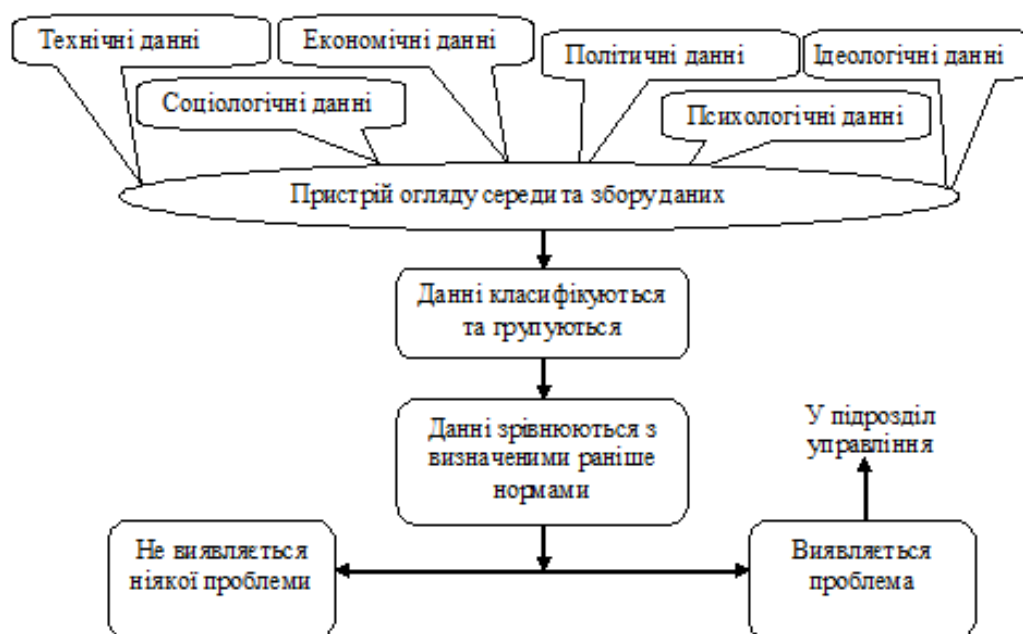 Технічні данні
Економічні данні
Політичні данні
Ідеологічні данні
Соціологічні данні
Психологічні данні
Пристрій огляду середи та збору даних
Данні класифікуються
та групуються
Данні зрівнюються з
визначеними раніше
нормами
У підрозділ
управління
Не виявляється
ніякої проблеми
Виявляється
проблема